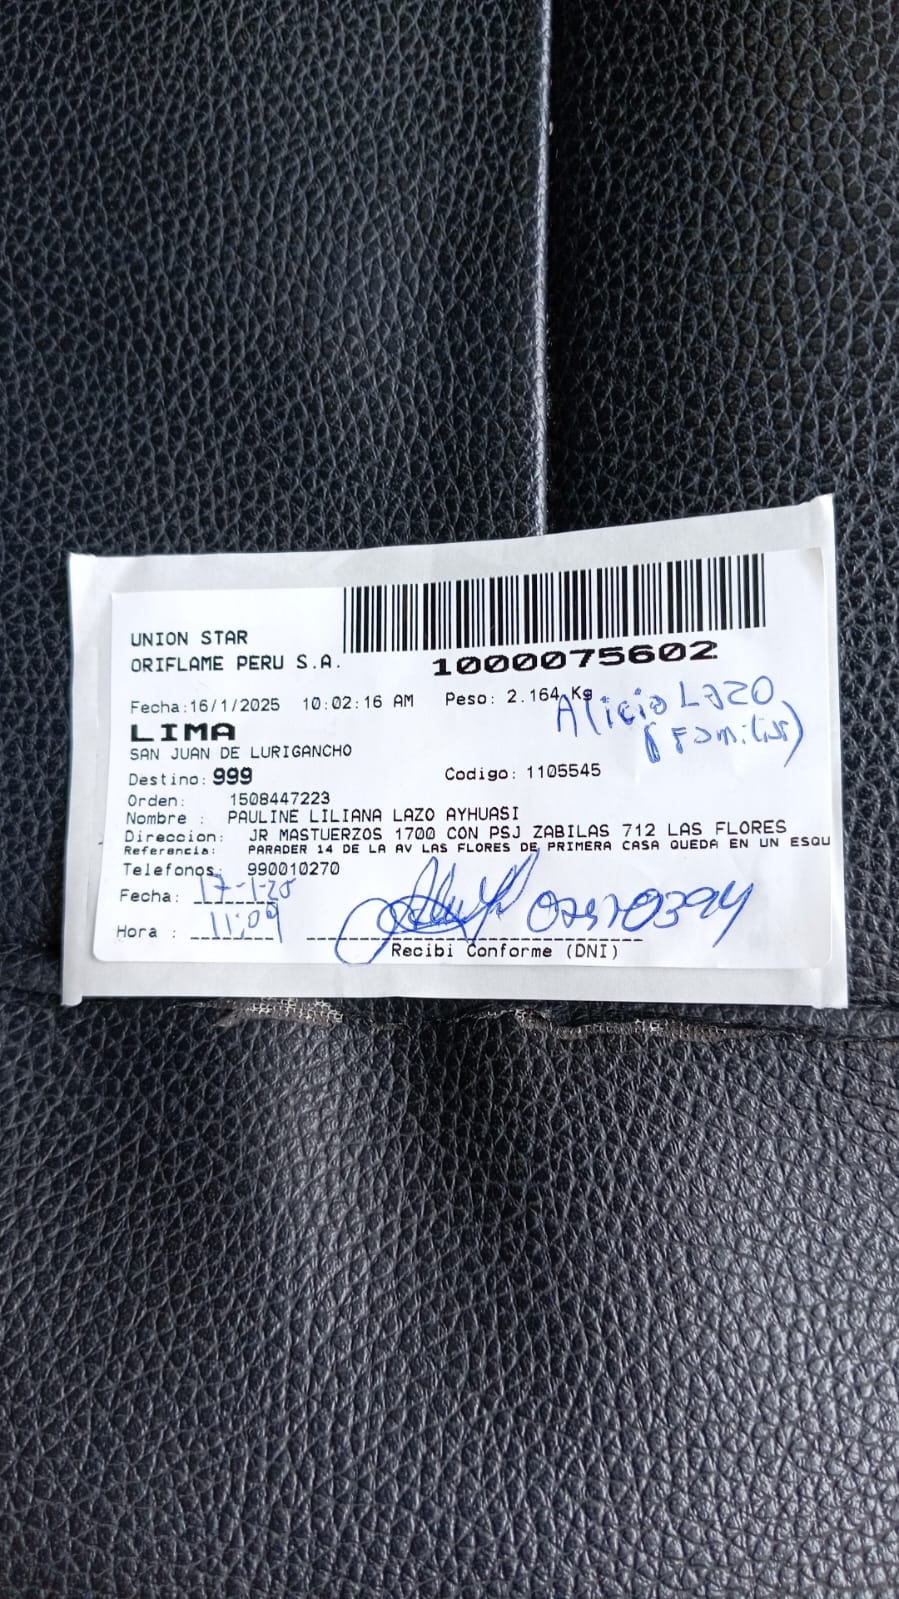 UNION STAR
ORIFLAME PERU S.A.
1000075602
Fecha:16/1/2025 10:02:16 AM Peso: 2.164 Kg
Alicia LAZO
(Familiar)
LIMA
SAN JUAN DE LURIGANCHO
Destino: 999 Codigo: 1105545
Orden: 1508447223
Nombre : PAULINE LILIANA LAZO AYHUASI
Direccion: JR MASTUERZOS 1700 CON PSJ ZABILAS 712 LAS FLORES
Referencia: PARADER 14 DE LA AV LAS FLORES DE PRIMERA CASA QUEDA EN UN ESQU
Telefonos: 990010270
Fecha: 17-1-25
Hora : 11:09
Recibi Conforme (DNI)